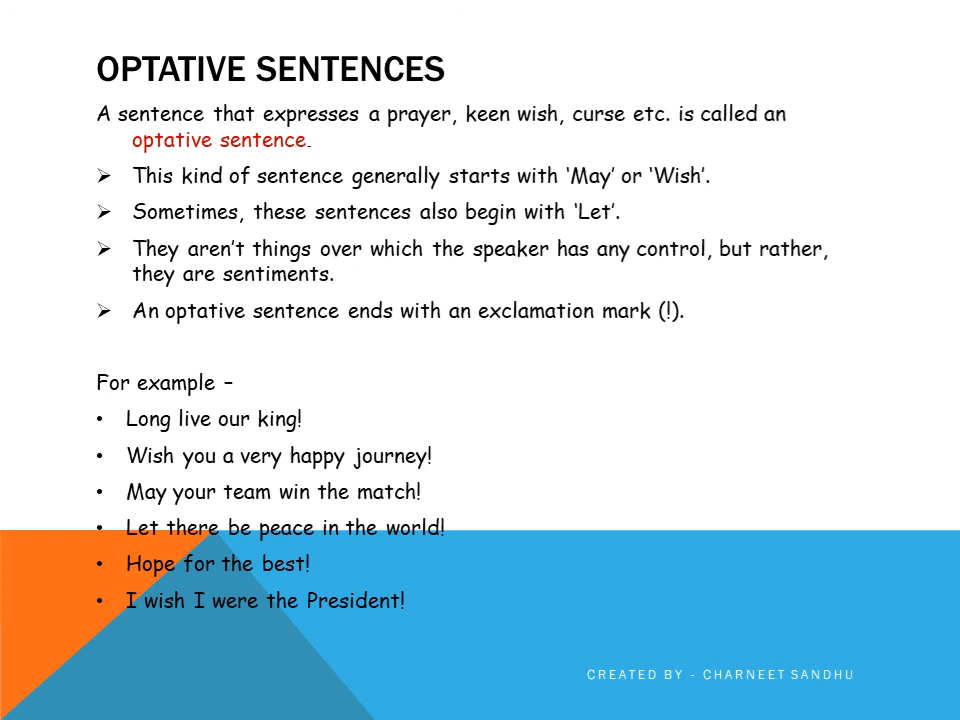 OPTATIVE SENTENCES
A sentence that expresses a prayer, keen wish, curse etc. is called an
optative sentence.
➢ This kind of sentence generally starts with ‘May’ or ‘Wish’.
➢ Sometimes, these sentences also begin with ‘Let’.
➢ They aren’t things over which the speaker has any control, but rather,
they are sentiments.
➢ An optative sentence ends with an exclamation mark (!).
For example –
• Long live our king!
• Wish you a very happy journey!
• May your team win the match!
• Let there be peace in the world!
• Hope for the best!
• I wish I were the President!
CREATED BY - CHARNEET SANDHU